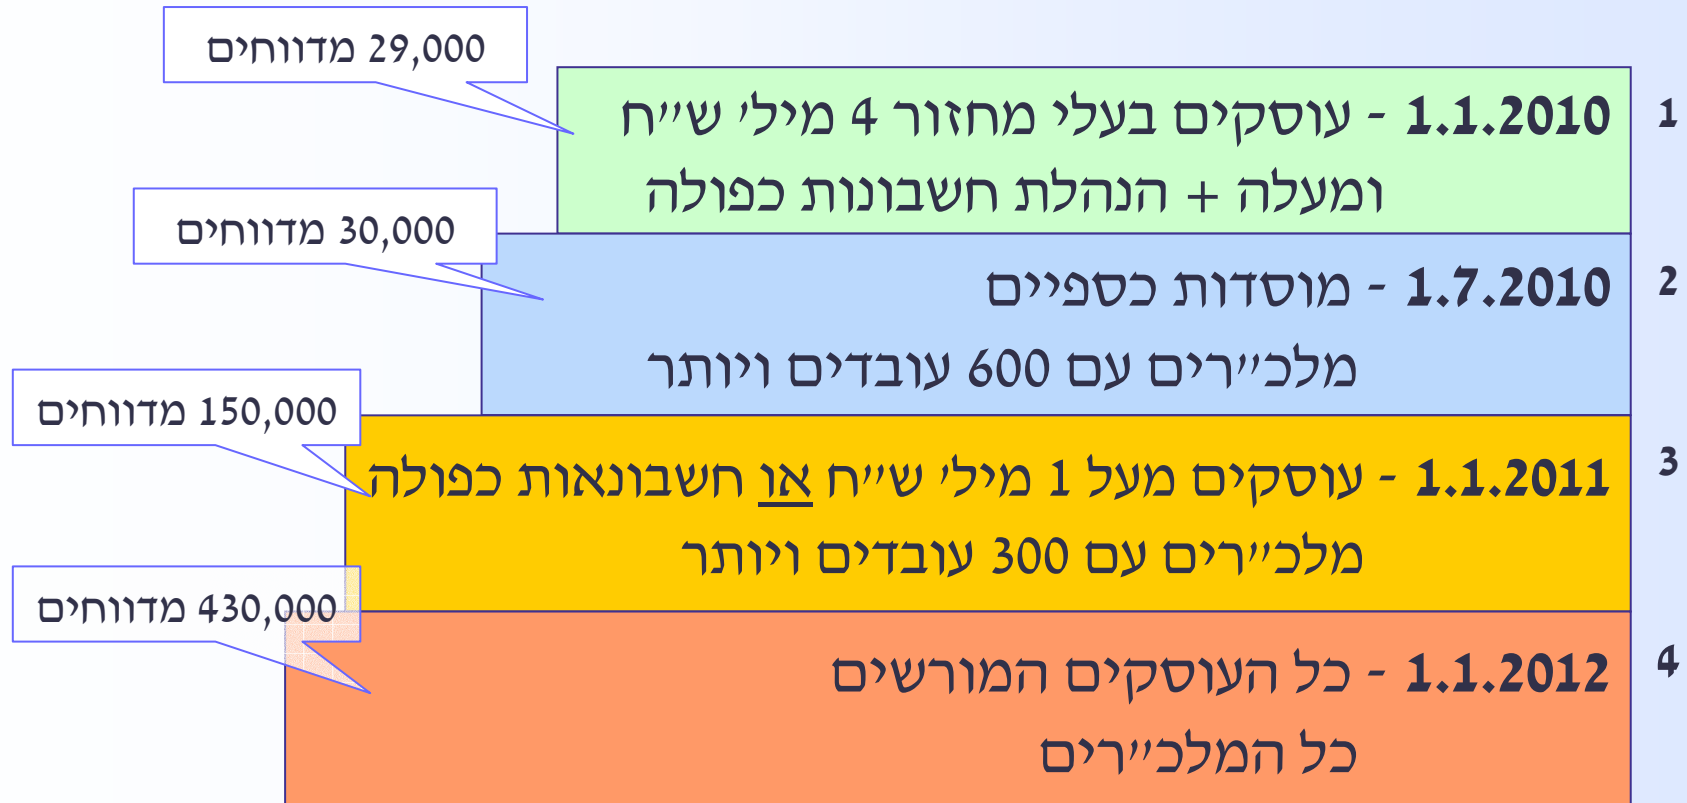 29,000 מדווחים
1
1.1.2010 - עוסקים בעלי מחזור 4 מיל' ש"ח
ומעלה + הנהלת חשבונות כפולה
30,000 מדווחים
2
1.7.2010 - מוסדות כספיים
מלכ"רים עם 600 עובדים ויותר
150,000 מדווחים
3
1.1.2011 - עוסקים מעל 1 מיל' ש"ח או חשבונאות כפולה
מלכ"רים עם 300 עובדים ויותר
430,000 מדווחים
4
1.1.2012 - כל העוסקים המורשים
כל המלכ"רים